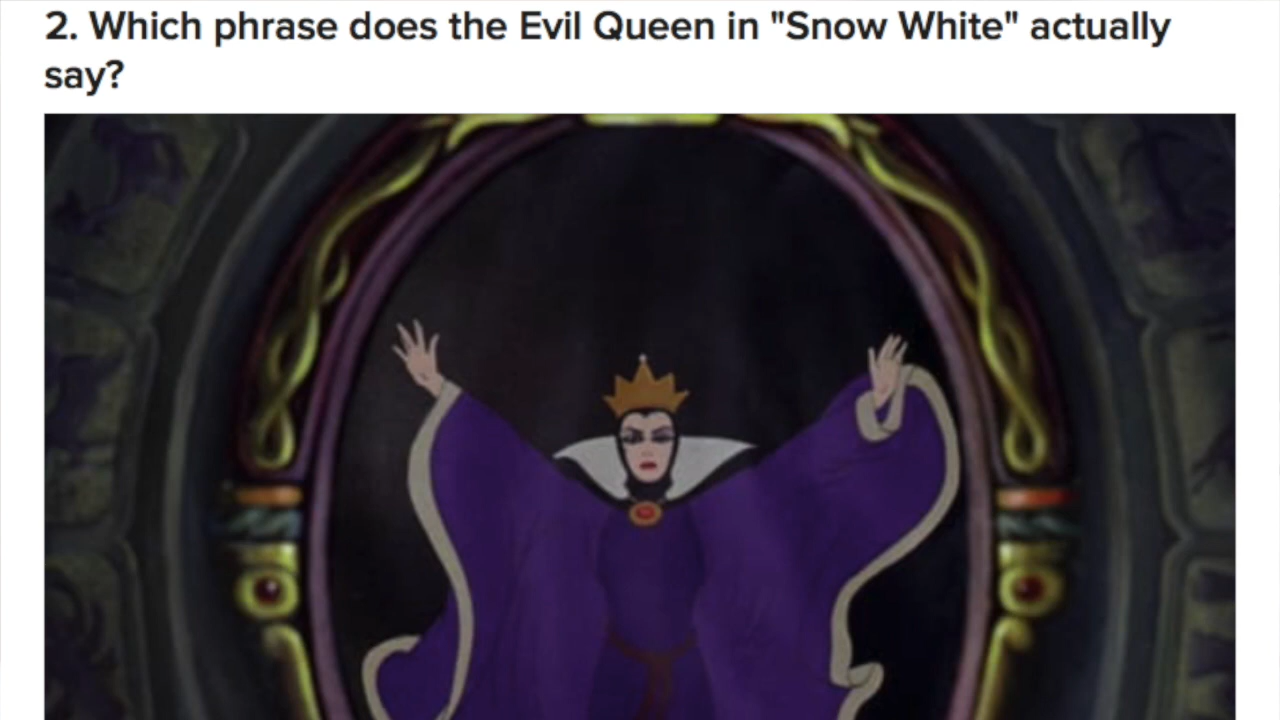 2. Which phrase does the Evil Queen in "Snow White" actually
say?